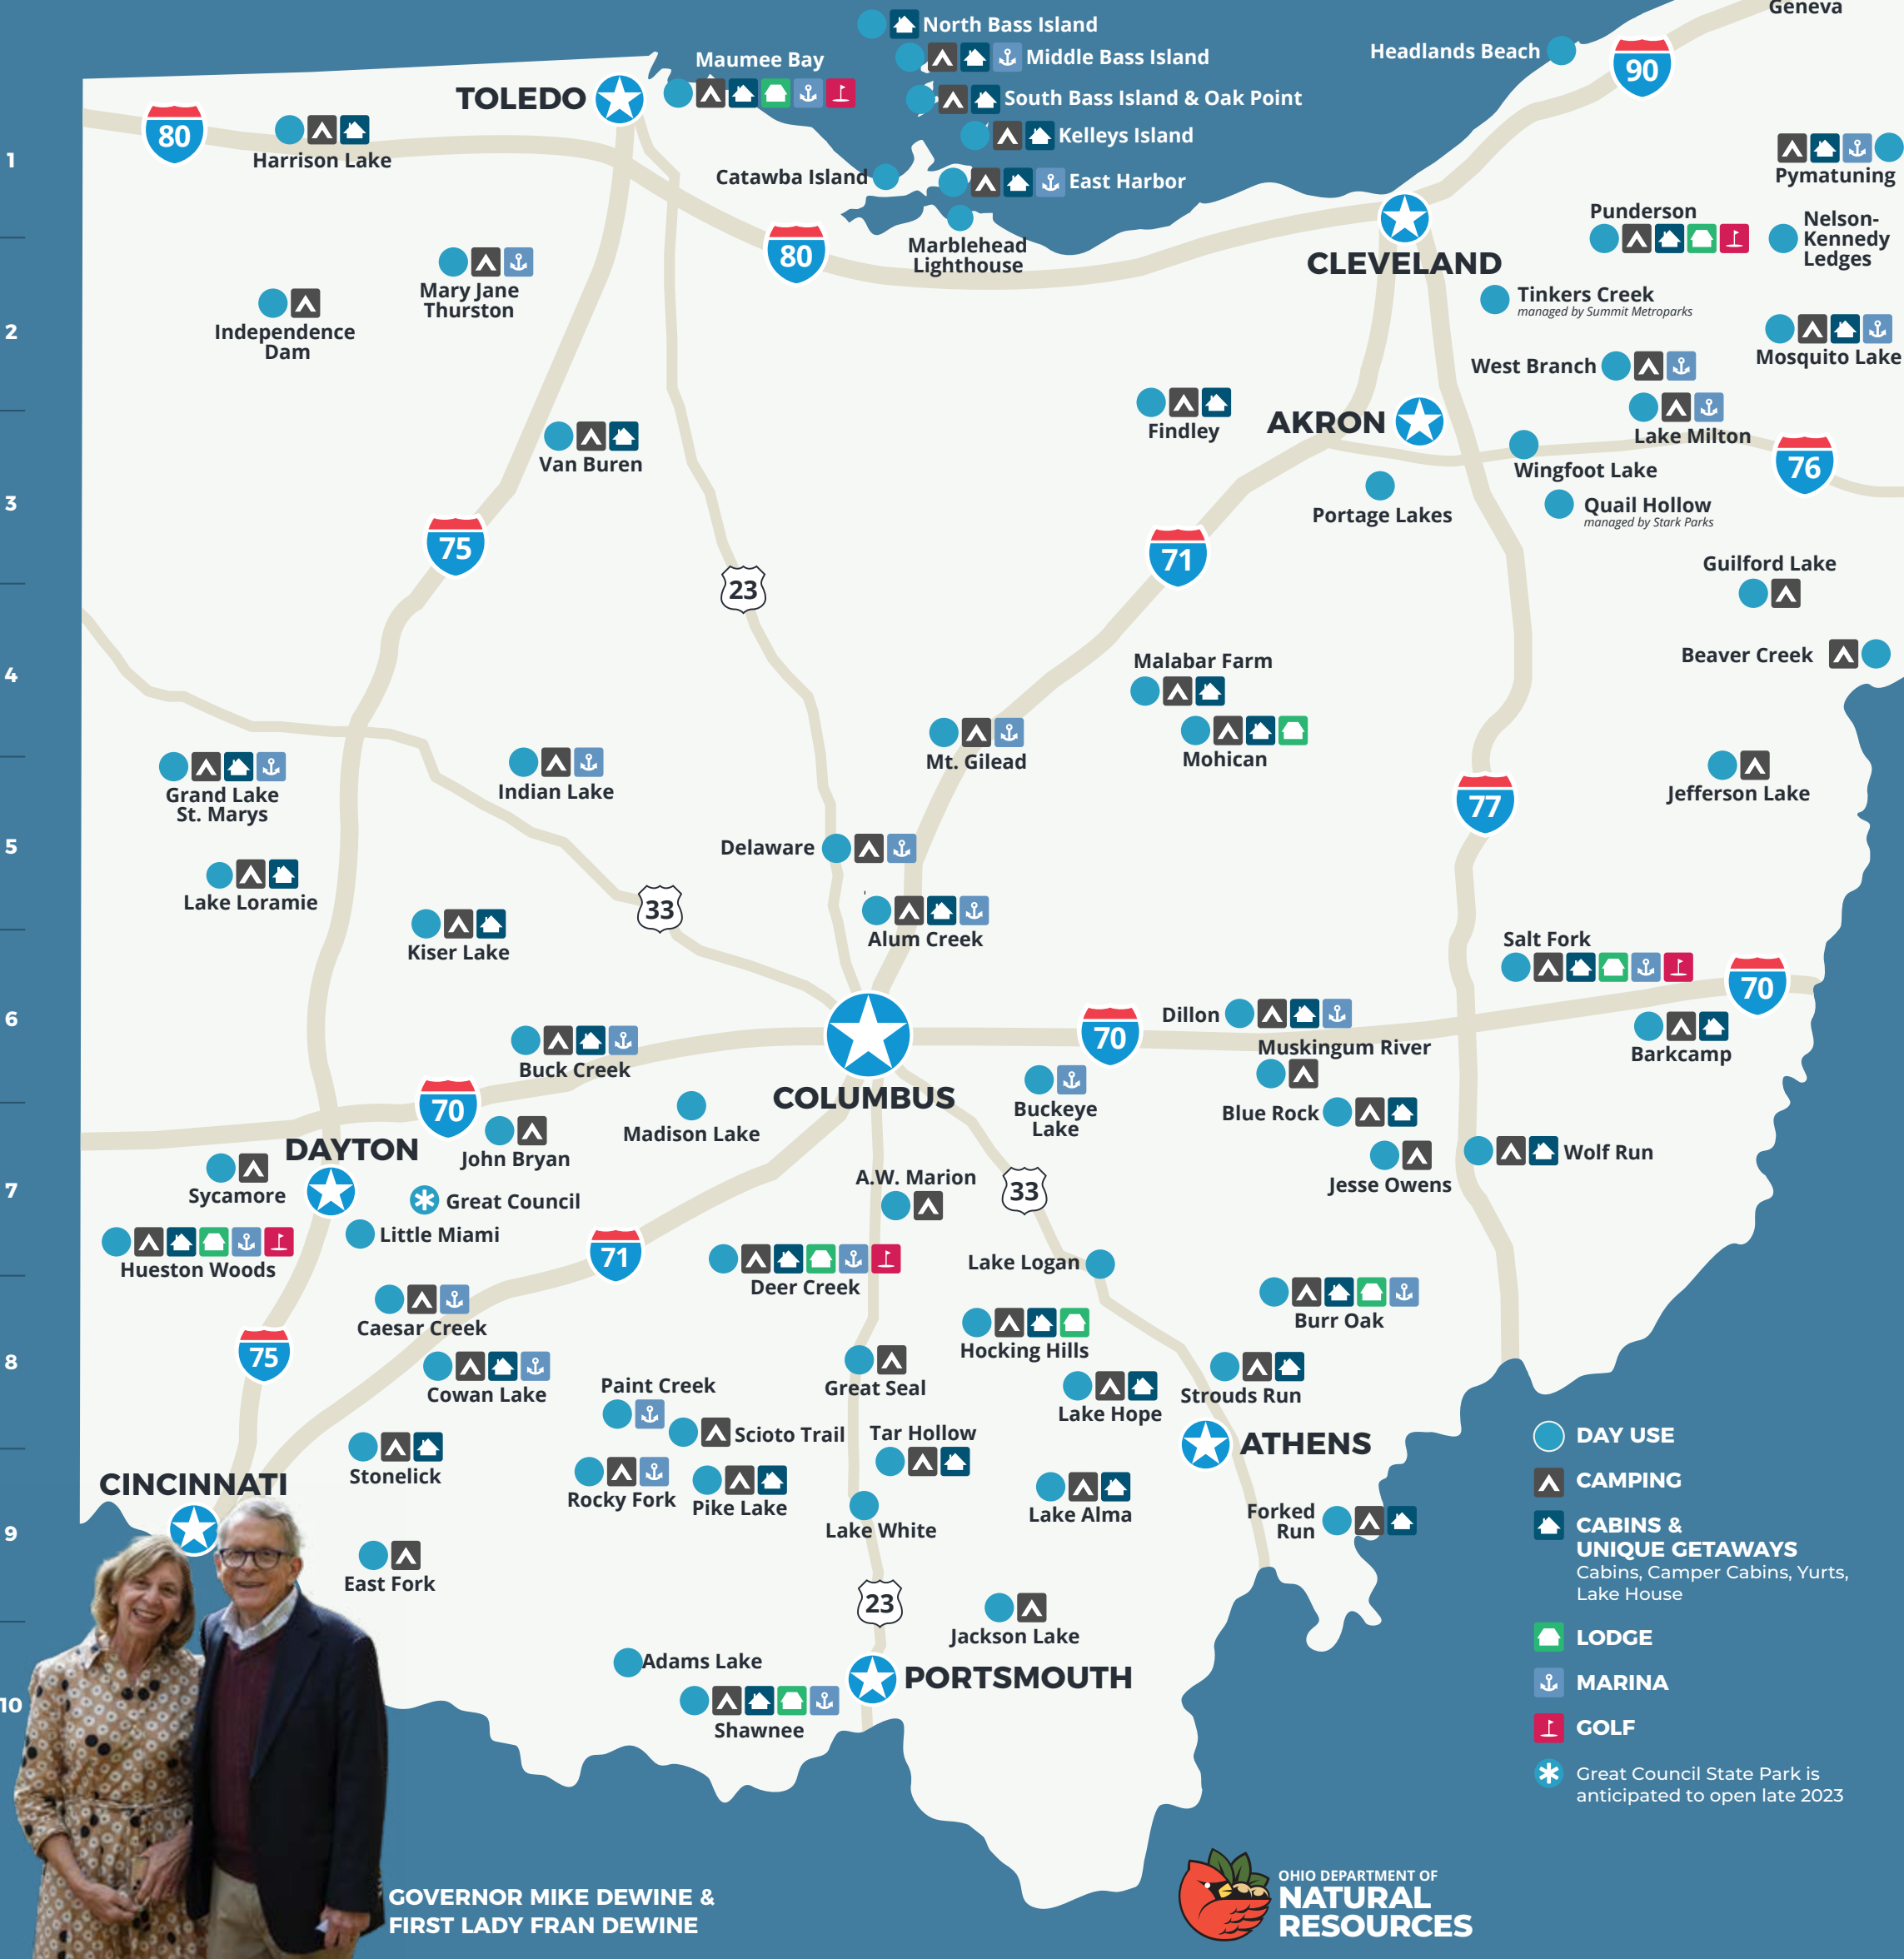 North Bass Island
Geneva
Middle Bass Island
Headlands Beach
Maumee Bay
TOLEDO
South Bass Island & Oak Point
90
80
Harrison Lake
Kelleys Island
1
Catawba Island
East Harbor
Pymatuning
Marblehead
Lighthouse
80
CLEVELAND
Punderson
Nelson-
Kennedy
Ledges
Mary Jane
Thurston
Tinkers Creek
managed by Summit Metroparks
Independence
Dam
2
Mosquito Lake
West Branch
Findley
AKRON
Lake Milton
Van Buren
Wingfoot Lake
76
3
Portage Lakes
Quail Hollow
managed by Stark Parks
75
71
23
Guilford Lake
Beaver Creek
4
Malabar Farm
Mt. Gilead
Mohican
Grand Lake
St. Marys
Indian Lake
Jefferson Lake
77
5
Delaware
Lake Loramie
33
Kiser Lake
Alum Creek
Salt Fork
70
6
Dillon
70
Muskingum River
Barkcamp
Buck Creek
COLUMBUS
Buckeye
Lake
Blue Rock
70
Madison Lake
DAYTON
John Bryan
Wolf Run
Jesse Owens
7
Sycamore
A.W. Marion
33
Great Council
Little Miami
Hueston Woods
71
Deer Creek
Lake Logan
Caesar Creek
Burr Oak
8
75
Hocking Hills
Cowan Lake
Paint Creek
Great Seal
Strouds Run
Lake Hope
Scioto Trail
Tar Hollow
ATHENS
Stonelick
CINCINNATI
Rocky Fork
Pike Lake
Lake Alma
Forked
Run
9
Lake White
East Fork
23
Jackson Lake
Adams Lake
PORTSMOUTH
10
Shawnee
DAY USE
CAMPING
CABINS &
UNIQUE GETAWAYS
Cabins, Camper Cabins, Yurts,
Lake House
LODGE
MARINA
GOLF
Great Council State Park is
anticipated to open late 2023
GOVERNOR MIKE DEWINE &
FIRST LADY FRAN DEWINE
OHIO DEPARTMENT OF
NATURAL
RESOURCES